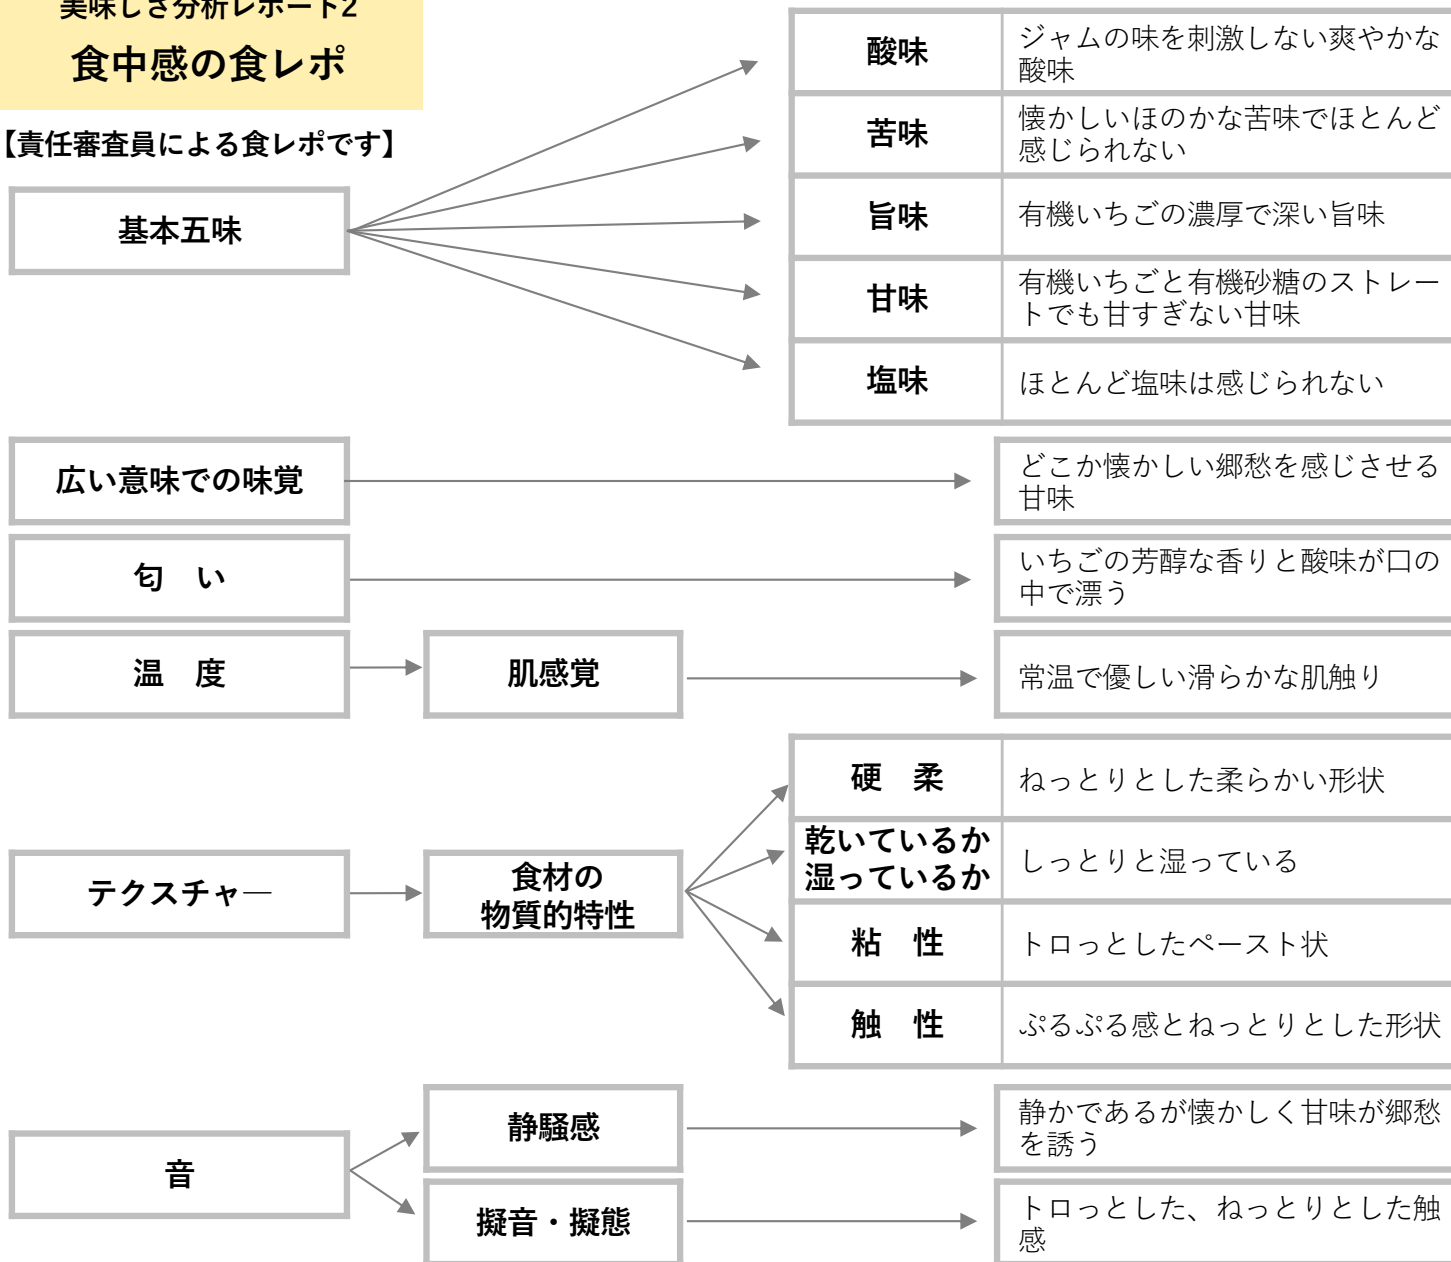 美味しさ分析レポート2
食中感の食レポ
【責任審査員による食レポです】
基本五味
酸味
ジャムの味を刺激しない爽やかな
酸味
苦味
懐かしいほのかな苦味でほとんど
感じられない
旨味
有機いちごの濃厚で深い旨味
甘味
有機いちごと有機砂糖のストレー
トでも甘すぎない甘味
塩味
ほとんど塩味は感じられない
広い意味での味覚
どこか懐かしい郷愁を感じさせる
甘味
匂　い
いちごの芳醇な香りと酸味が口の
中で漂う
温　度
肌感覚
常温で優しい滑らかな肌触り
テクスチャ―
食材の
物質的特性
硬　柔
ねっとりとした柔らかい形状
乾いているか
湿っているか
しっとりと湿っている
粘　性
トロっとしたペースト状
触　性
ぷるぷる感とねっとりとした形状
音
静騒感
静かであるが懐かしく甘味が郷愁
を誘う
擬音・擬態
トロっとした、ねっとりとした触
感